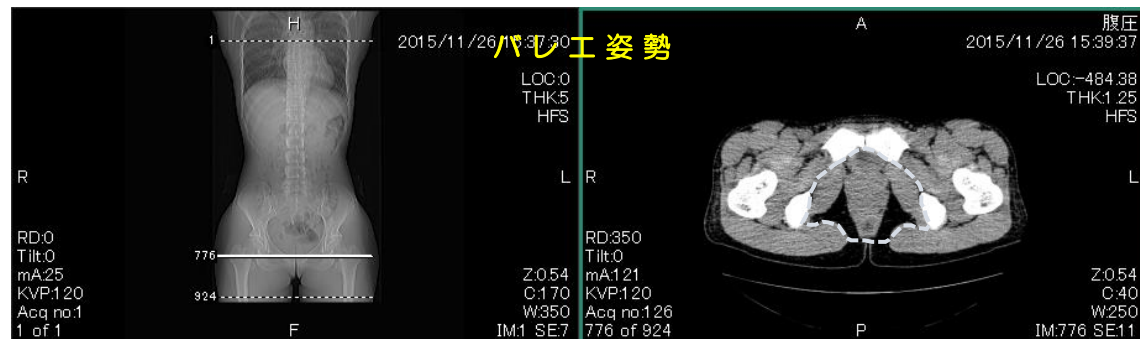 H
バレエ姿勢
1
2015/11/26 15:37:30
LOC:0
THK:5
HFS
R
L
RD:0
Tilt:0
mA:25
KVP:120
Acq no:1
1 of 1
776
924
Z:0.54
C:170
W:350
IM:1 SE:7
F
A
腹圧
2015/11/26 15:39:37
LOC:-484.38
THK:1.25
HFS
R
L
RD:350
Tilt:0
mA:121
KVP:120
Acq no:126
776 of 924
Z:0.54
C:40
W:250
IM:776 SE:11
P